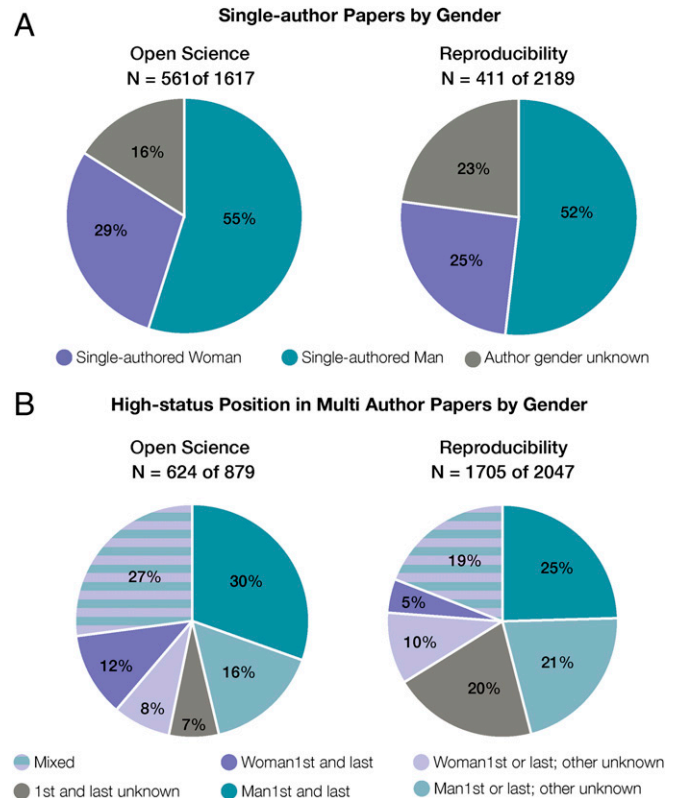 A
Single-author Papers by Gender
Open Science
N = 561of 1617
Reproducibility
N = 411 of 2189
16%
55%
29%
23%
52%
25%
Single-authored Woman
Single-authored Man
Author gender unknown
B
High-status Position in Multi Author Papers by Gender
Open Science
N = 624 of 879
Reproducibility
N = 1705 of 2047
27%
30%
12%
16%
8%
7%
19%
25%
5%
10%
21%
20%
Mixed
Woman1st and last
Woman1st or last; other unknown
1st and last unknown
Man1st and last
Man1st or last; other unknown